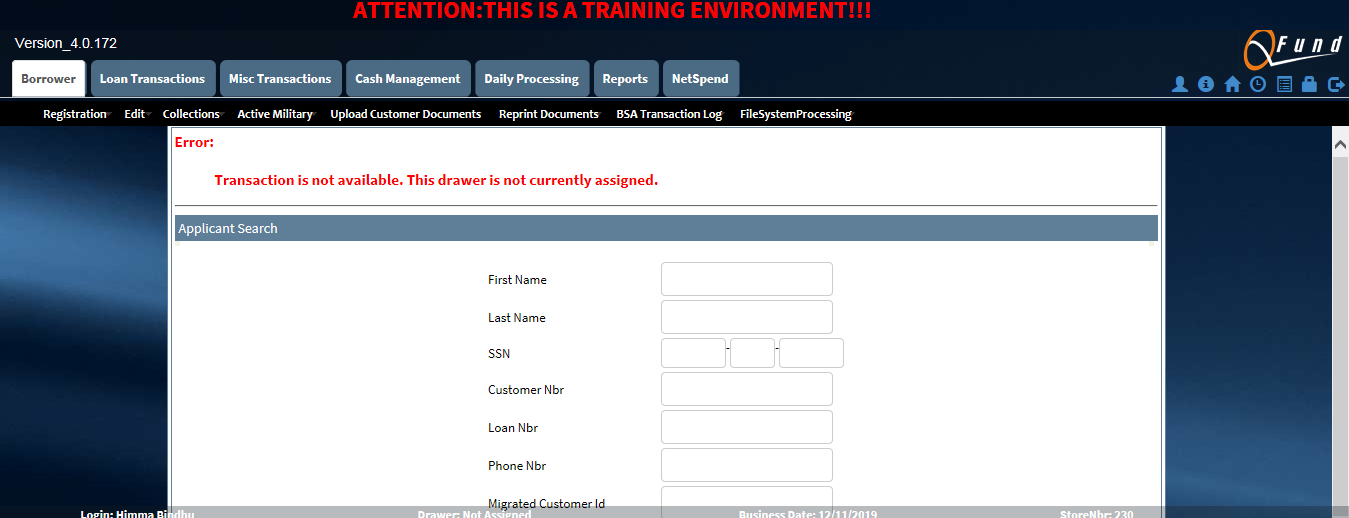 ATTENTION:THIS IS A TRAINING ENVIRONMENT!!!
Version_4.0.172
QFund
Borrower Loan Transactions Misc Transactions Cash Management Daily Processing Reports NetSpend
Registration Edit Collections Active Military Upload Customer Documents Reprint Documents BSA Transaction Log FileSystemProcessing
Error:
Transaction is not available. This drawer is not currently assigned.
Applicant Search
First Name
Last Name
SSN - -
Customer Nbr
Loan Nbr
Phone Nbr
Migrated Customer Id
Login: Himma Bindhu Drawer: Not Assigned Business Date: 12/11/2019 StoreNbr: 230